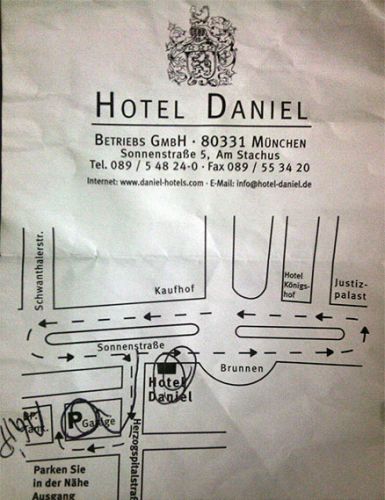 HOTEL DANIEL
BETRIEBS GMBH · 80331 MÜNCHEN
Sonnenstraße 5, Am Stachus
Tel. 089 / 5 48 24-0 · Fax 089 / 55 34 20
Internet: www.daniel-hotels.com · E-Mail: info@hotel-daniel.de
Schwanthalerstr.
Kaufhof
Hotel
Königs-
hof
Justiz-
palast
Sonnenstraße
Hotel
Daniel
Brunnen
P Garage
Herzogspitalstraße
Parken Sie
in der Nähe
Ausgang